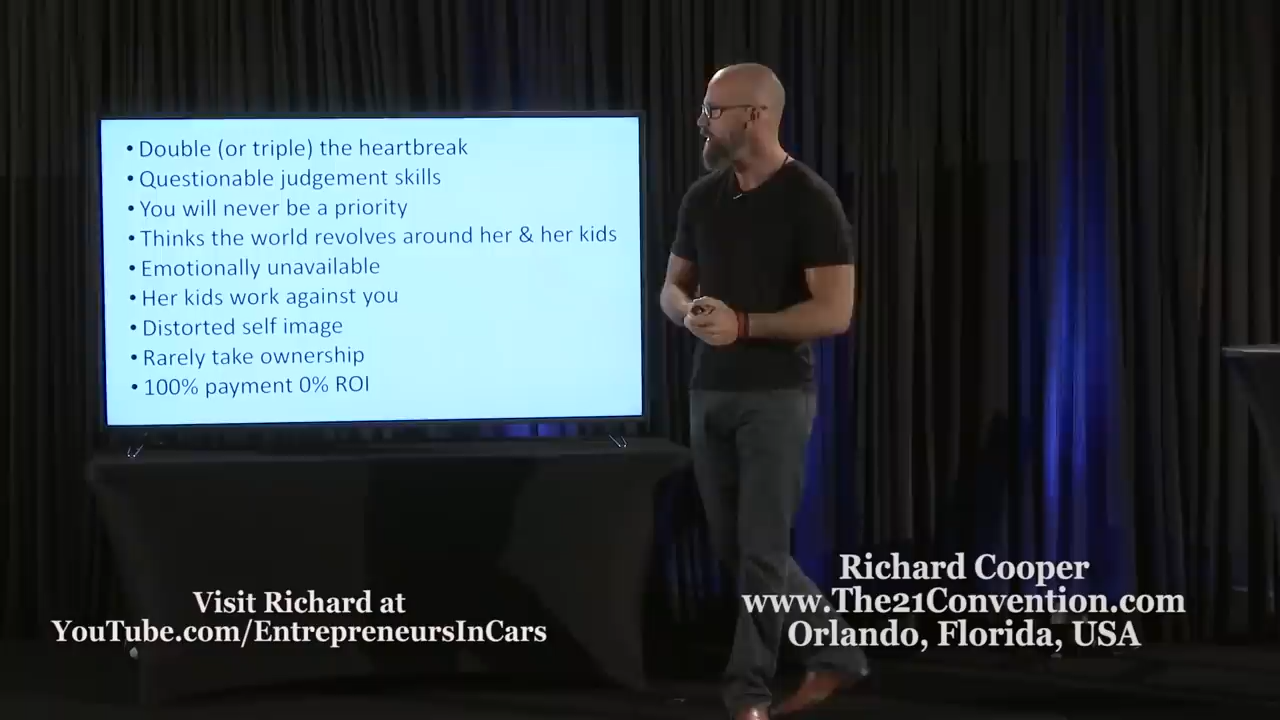 • Double (or triple) the heartbreak
• Questionable judgement skills
• You will never be a priority
• Thinks the world revolves around her & her kids
• Emotionally unavailable
• Her kids work against you
• Distorted self image
• Rarely take ownership
• 100% payment 0% ROI
Visit Richard at
YouTube.com/EntrepreneursInCars
Richard Cooper
www.The21Convention.com
Orlando, Florida, USA